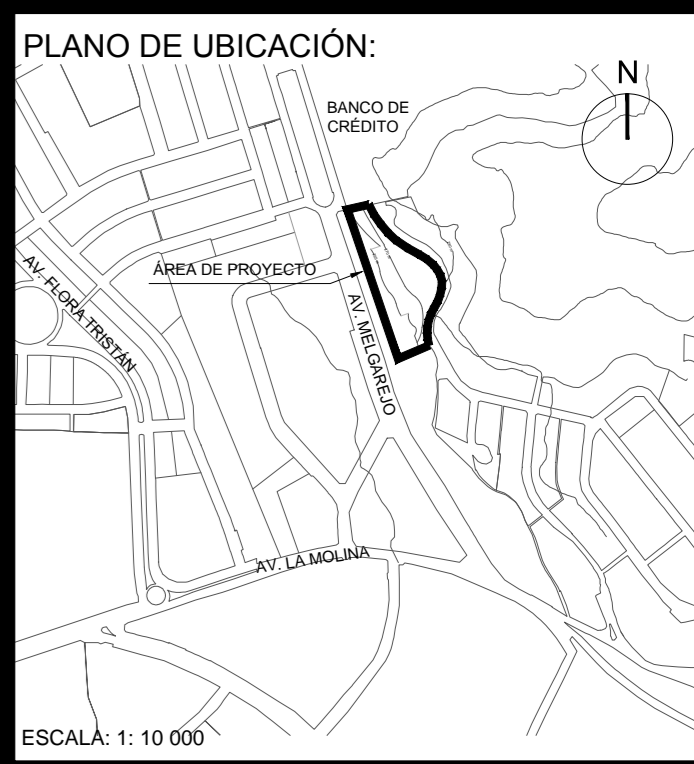 PLANO DE UBICACIÓN:
N
BANCO DE
CRÉDITO
ÁREA DE PROYECTO
AV. FLORA TRISTÁN
AV. MELGAREJO
AV. LA MOLINA
ESCALA: 1: 10 000